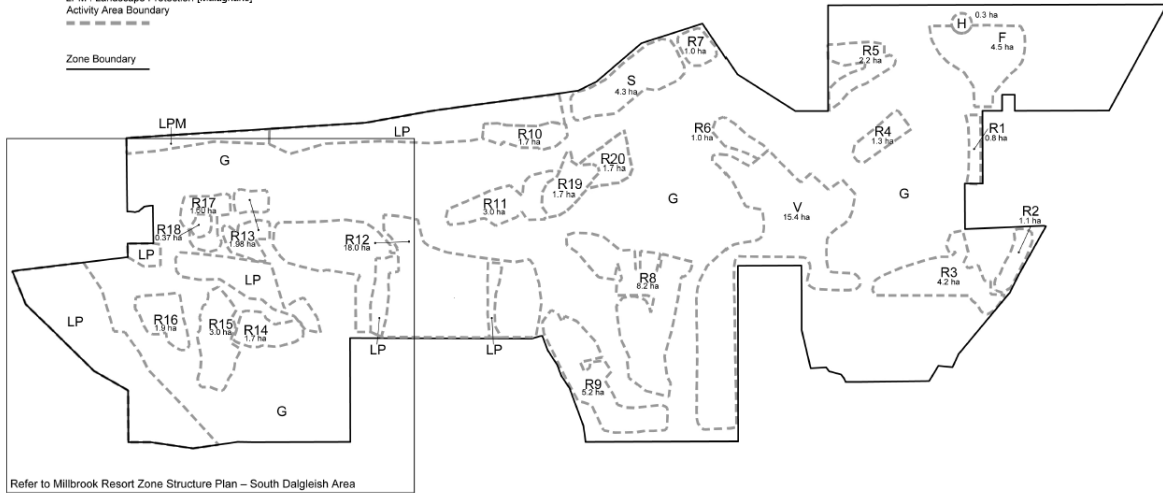 Activity Area Boundary
Zone Boundary
H
0.3 ha
F
4.5 ha
R7
1.0 ha
R5
2.2 ha
S
4.3 ha
LPM
LP
R10
1.7 ha
R6
1.0 ha
R4
1.3 ha
R1
0.8 ha
G
R20
1.7 ha
R19
1.7 ha
R17
1.60 ha
R11
3.0 ha
G
G
V
15.4 ha
R18
0.37 ha
R13
1.98 ha
R12
18.0 ha
R2
1.1 ha
LP
LP
R8
8.2 ha
R3
4.2 ha
LP
R16
1.9 ha
R15
3.0 ha
R14
1.7 ha
LP
LP
R9
5.2 ha
G
Refer to Millbrook Resort Zone Structure Plan – South Dalgleish Area